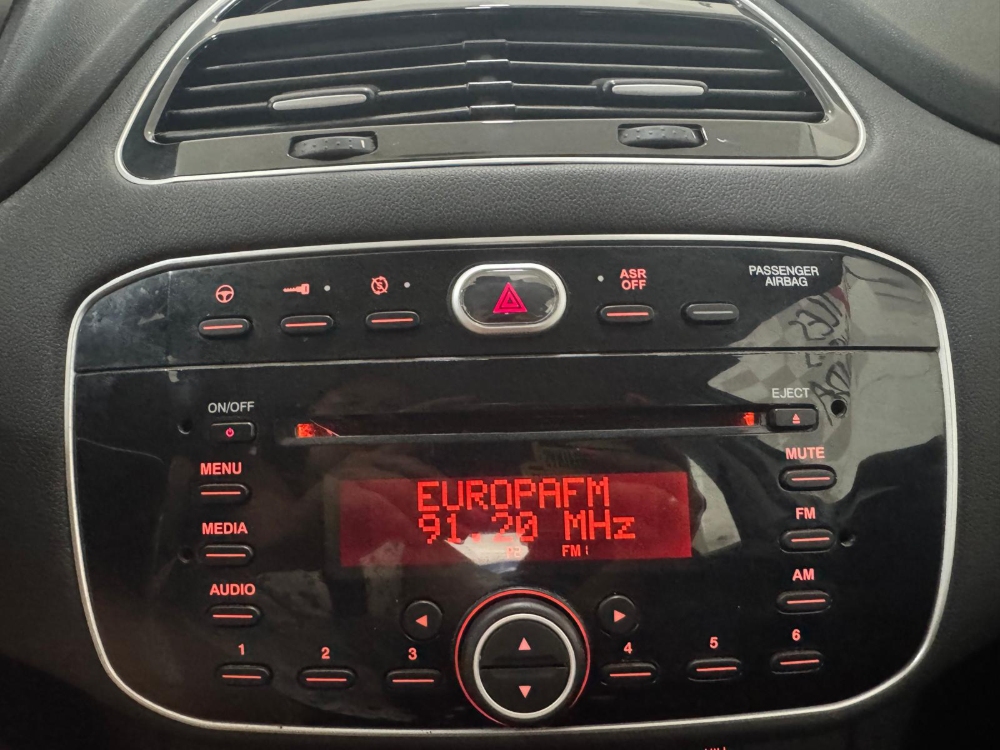 ASR
OFF
PASSENGER
AIRBAG
ON/OFF
EJECT
MENU
MUTE
EUROPAFM
91.20 MHz
FM
MEDIA
FM
AUDIO
AM
1
2
3
4
5
6